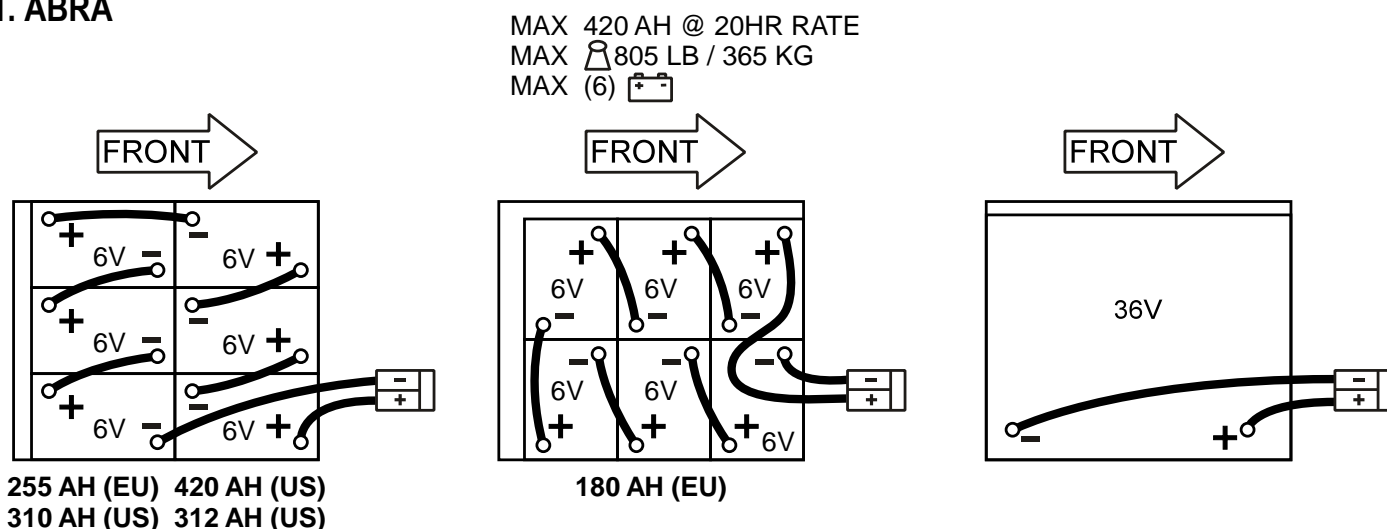 1. ABRA
MAX 420 AH @ 20HR RATE
MAX 805 LB / 365 KG
MAX (6) + -
FRONT
+ 6V -
- 6V +
+ 6V -
- 6V +
+ 6V -
- 6V +
-
+
255 AH (EU) 420 AH (US)
310 AH (US) 312 AH (US)
FRONT
+ + +
6V 6V 6V
- - -
- - -
6V 6V
+ + + 6V
-
+
180 AH (EU)
FRONT
36V
- +
-
+